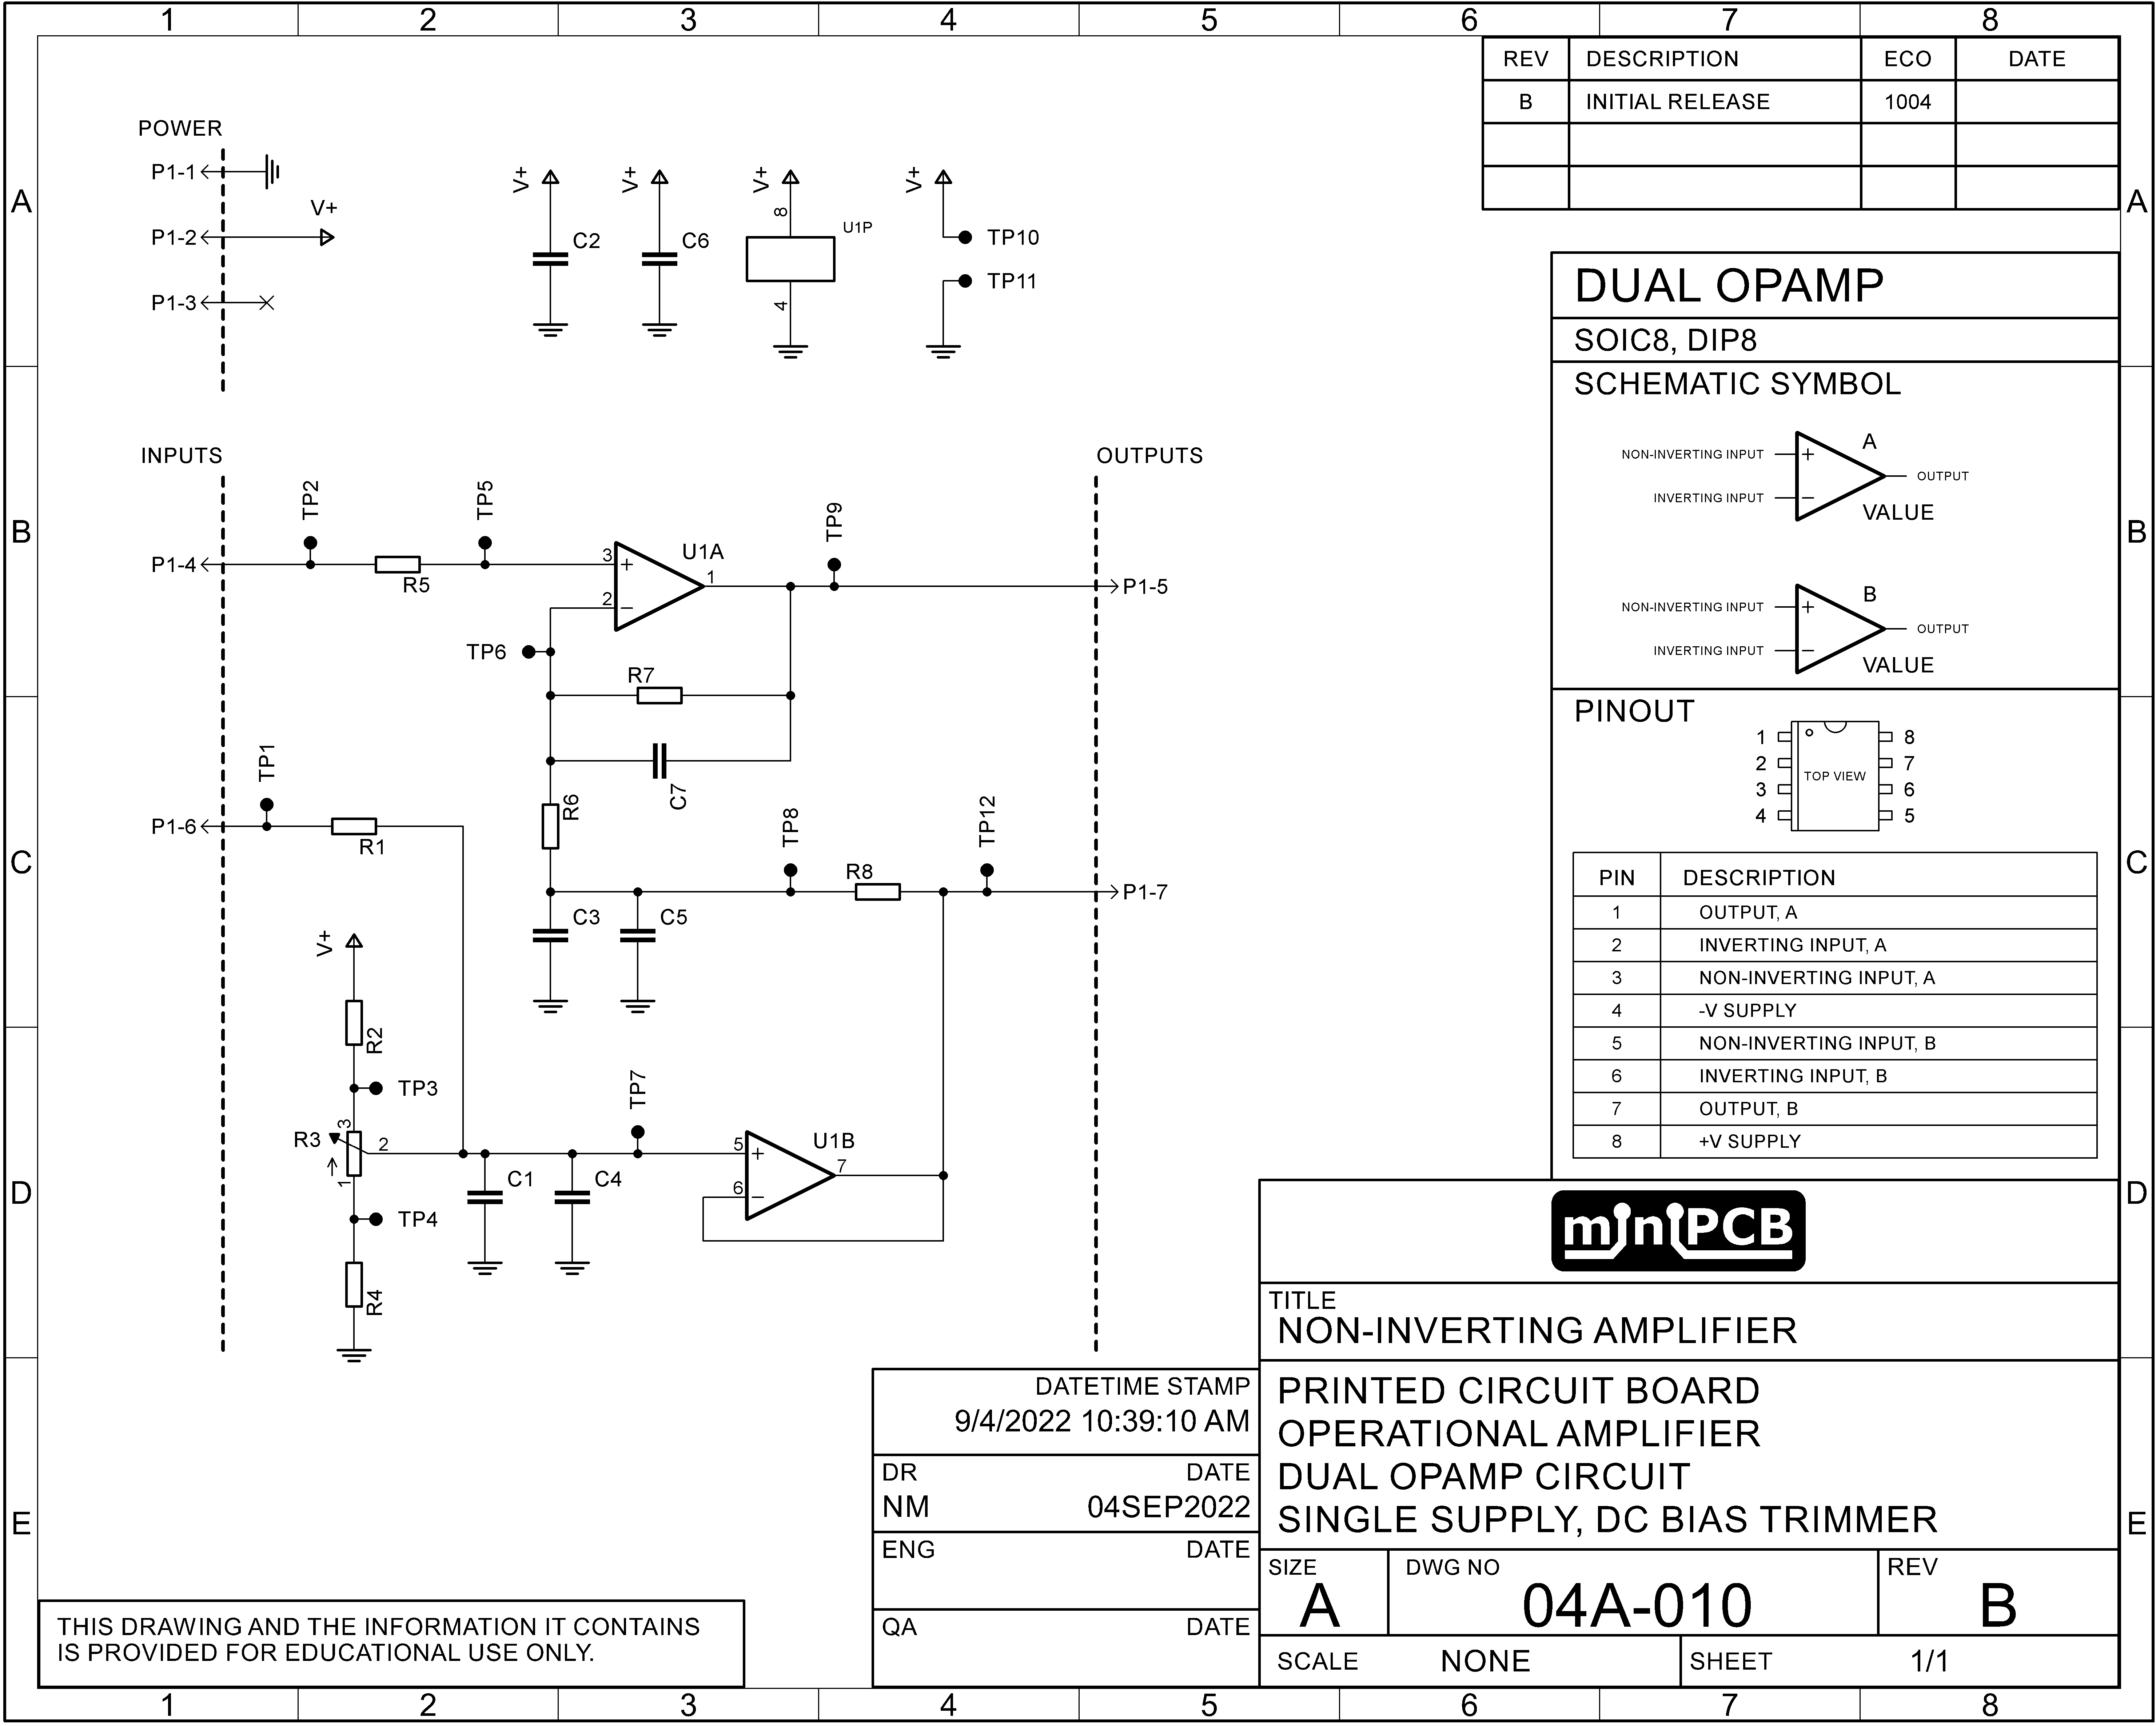 1 2 3 4 5 6 7 8
REV DESCRIPTION ECO DATE
B INITIAL RELEASE 1004
A
A
POWER
P1-1
V+
P1-2
P1-3
V+
C2
V+
C6
V+
8
U1P
4
V+
TP10
TP11
DUAL OPAMP
SOIC8, DIP8
SCHEMATIC SYMBOL
A
NON-INVERTING INPUT
+
OUTPUT
INVERTING INPUT
−
VALUE
B
NON-INVERTING INPUT
+
OUTPUT
INVERTING INPUT
−
VALUE
B
B
INPUTS
OUTPUTS
TP2
TP5
TP9
P1-4
R5
3
+
U1A
1
2
−
P1-5
TP6
R7
C7
TP1
P1-6
R1
R6
TP8
R8
TP12
P1-7
C3
C5
C
C
PINOUT
1 8
2 7
TOP VIEW
3 6
4 5
PIN DESCRIPTION
1 OUTPUT, A
2 INVERTING INPUT, A
3 NON-INVERTING INPUT, A
4 -V SUPPLY
5 NON-INVERTING INPUT, B
6 INVERTING INPUT, B
7 OUTPUT, B
8 +V SUPPLY
V+
R2
TP3
3
R3
2
1
TP4
R4
C1
C4
TP7
5
+
U1B
7
6
−
D
D
miniPCB
TITLE
NON-INVERTING AMPLIFIER
PRINTED CIRCUIT BOARD
OPERATIONAL AMPLIFIER
DUAL OPAMP CIRCUIT
SINGLE SUPPLY, DC BIAS TRIMMER
DATETIME STAMP
9/4/2022 10:39:10 AM
DR DATE
NM 04SEP2022
ENG DATE
QA DATE
E
E
SIZE DWG NO REV
A 04A-010 B
SCALE NONE SHEET 1/1
THIS DRAWING AND THE INFORMATION IT CONTAINS
IS PROVIDED FOR EDUCATIONAL USE ONLY.
1 2 3 4 5 6 7 8